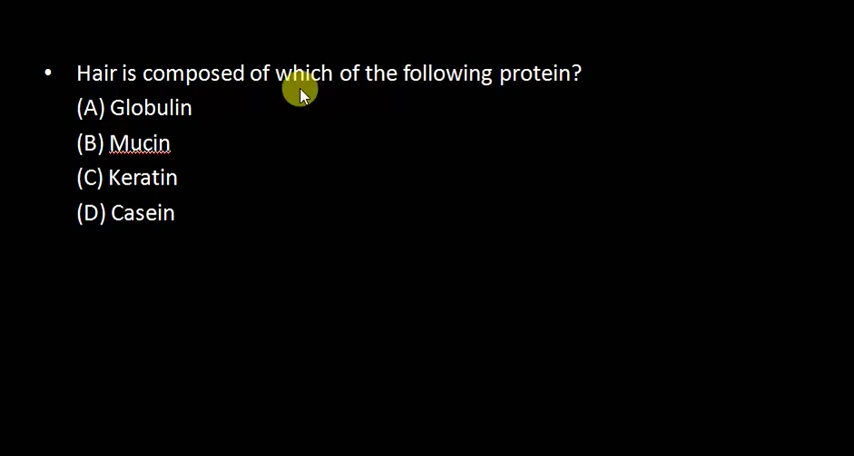 • Hair is composed of which of the following protein?
(A) Globulin
(B) Mucin
(C) Keratin
(D) Casein